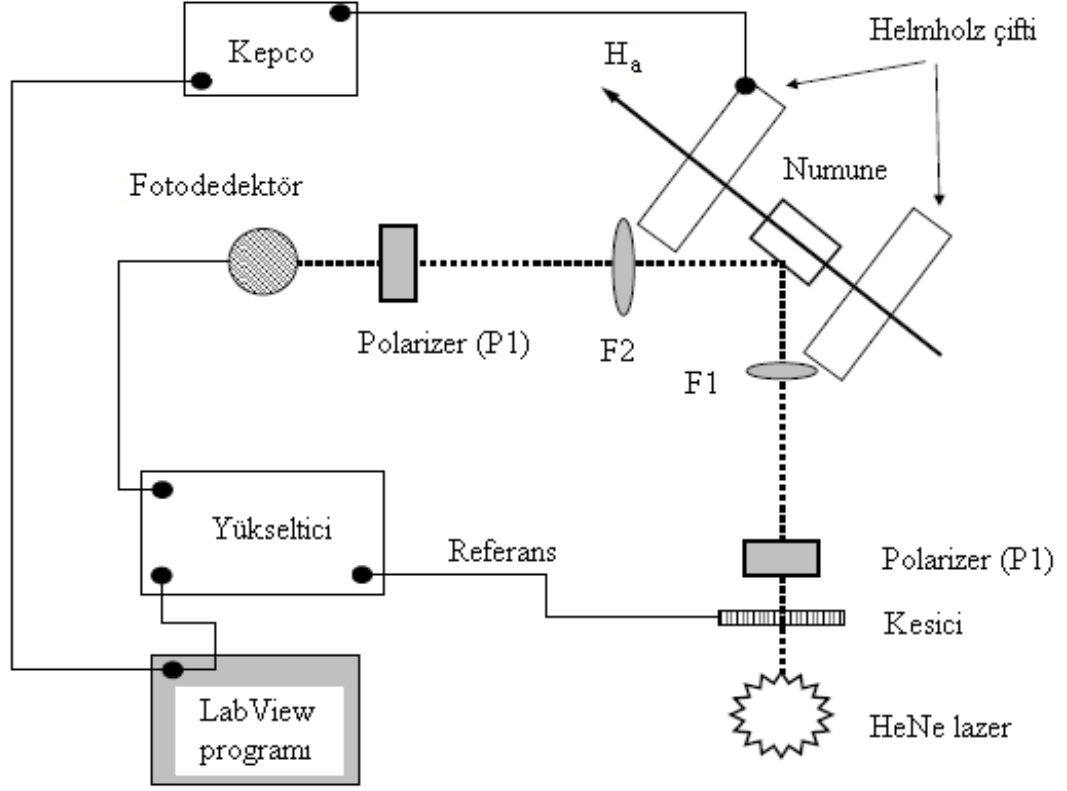 Kepco
Helmholz çifti
Hₐ
Numune
Fotodedektör
Polarizer (P1)
F2
F1
Yükseltici
Referans
Polarizer (P1)
Kesici
LabView
programı
HeNe lazer